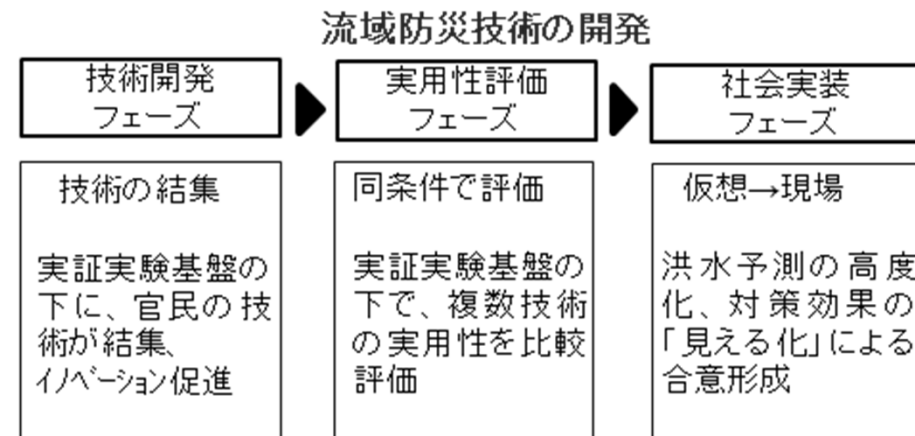 流域防災技術の開発
技術開発
フェーズ
実用性評価
フェーズ
社会実装
フェーズ
技術の結集
実証実験基盤の
下に、官民の技
術が結集、
イノベーション促進
同条件で評価
実証実験基盤の
下で、複数技術
の実用性を比較
評価
仮想→現場
洪水予測の高度
化、対策効果の
「見える化」による
合意形成